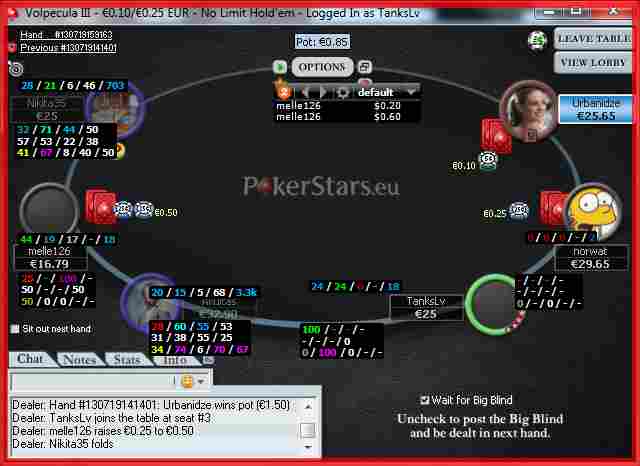 Volpecula III - €0.10/€0.25 EUR - No Limit Hold'em - Logged In as TanksLv
Hand #130719159163
Previous #130719141401
Pot: €0.85
LEAVE TABLE
VIEW LOBBY
OPTIONS
28 / 21 / 6 / 46 / 703
2 default
Nikita35
€25
melle126 $0.20
melle126 $0.60
Urbanidze
€25.65
32 / 71 / 44 / 50
57 / 53 / 22 / 38
41 / 67 / 8 / 40 / 50
€0.10
PokerStars.eu
€0.50
€0.25
44 / 19 / 17 / - / 18
melle126
€16.79
norwat
€29.65
25 / - / 100 / -
50 / - / - / 50
50 / 0 / 0 / - / -
20 / 15 / 5 / 68 / 3.3k
€32.90
24 / 24 / 0 / - / 18
TanksLv
€25
- / - / - / -
- / - / - / -
0 / - / 0 / - / -
28 / 60 / 55 / 53
31 / 38 / 55 / 25
34 / 74 / 6 / 70 / 67
100 / - / - / -
- / - / - / 0
0 / 100 / 0 / - / -
Sit out next hand
Chat Notes Stats Info
Dealer: Hand #130719141401: Urbanidze wins pot (€1.50)
Dealer: TanksLv joins the table at seat #3
Dealer: melle126 raises €0.25 to €0.50
Dealer: Nikita35 folds
Wait for Big Blind
Uncheck to post the Big Blind
and be dealt in next hand.